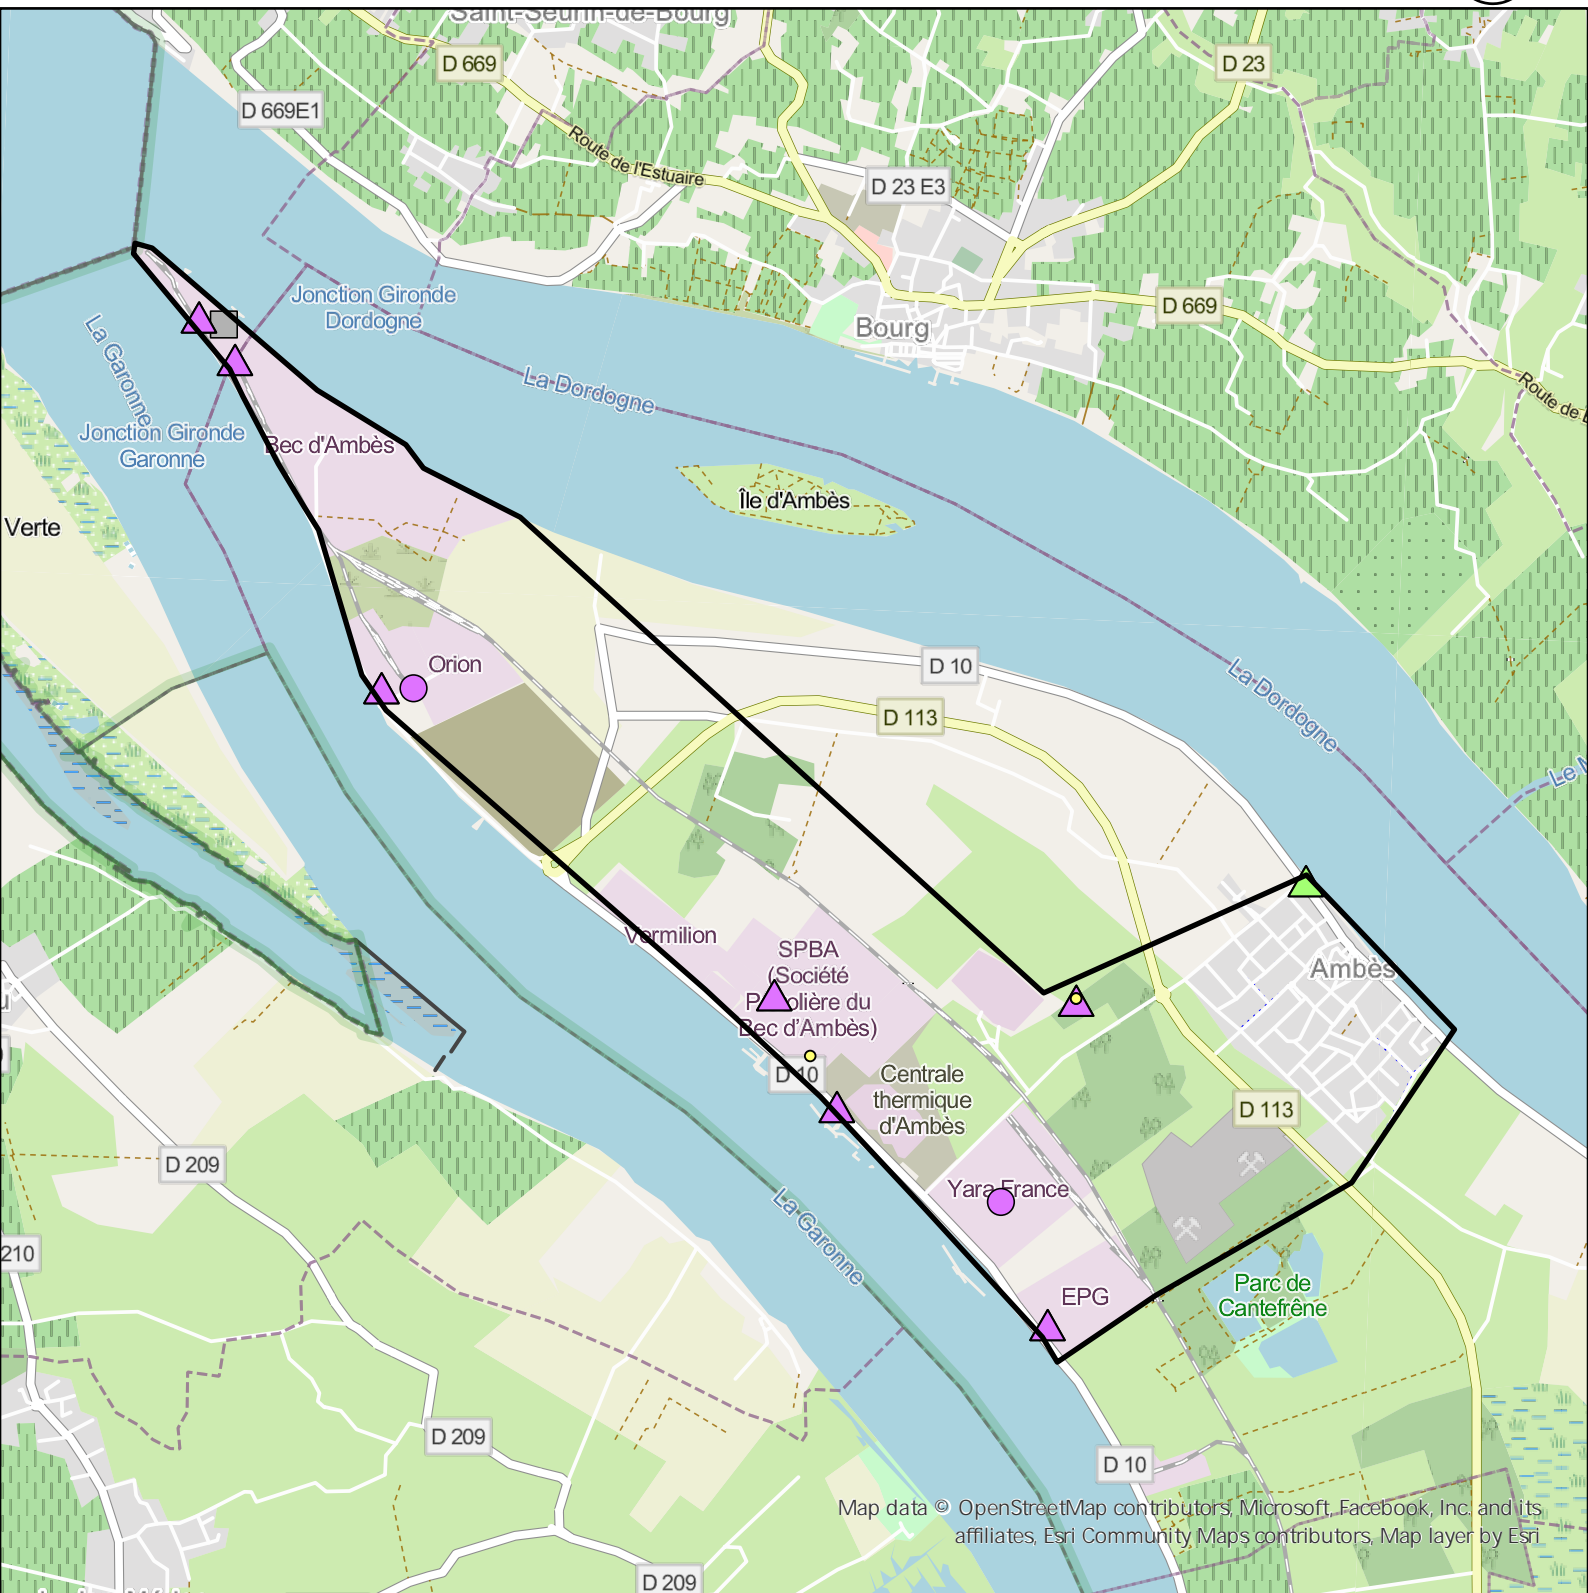 Saint-Seurin-de-Bourg
D 669
D 23
D 669E1
Route de l'Estuaire
D 23 E3
Jonction Gironde
Dordogne
D 669
Bourg
La Garonne
La Dordogne
Route de
Jonction Gironde
Garonne
Bec d'Ambès
Île d'Ambès
Verte
Orion
D 10
La Dordogne
D 113
Le
Vermilion
SPBA
(Société
Pétrolière du
Bec d'Ambès)
Ambès
D 10
Centrale
thermique
d'Ambès
D 113
D 209
Yara France
La Garonne
210
EPG
Parc de
Cantefrêne
D 209
D 10
Map data © OpenStreetMap contributors, Microsoft, Facebook, Inc. and its
affiliates, Esri Community Maps contributors, Map layer by Esri
D 209